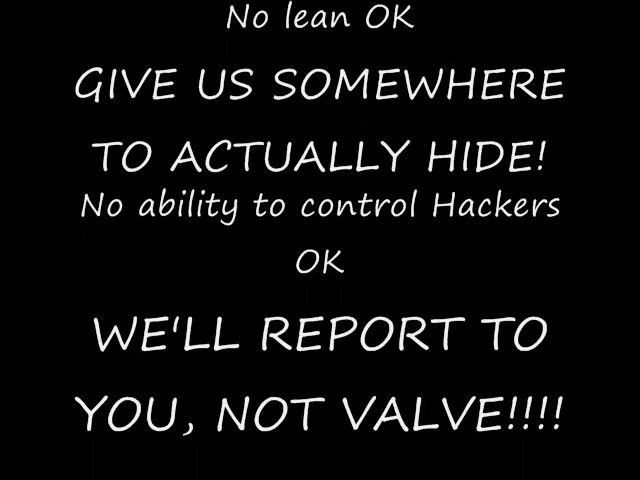 No lean OK
GIVE US SOMEWHERE
TO ACTUALLY HIDE!
No ability to control Hackers
OK
WE'LL REPORT TO
YOU, NOT VALVE!!!!